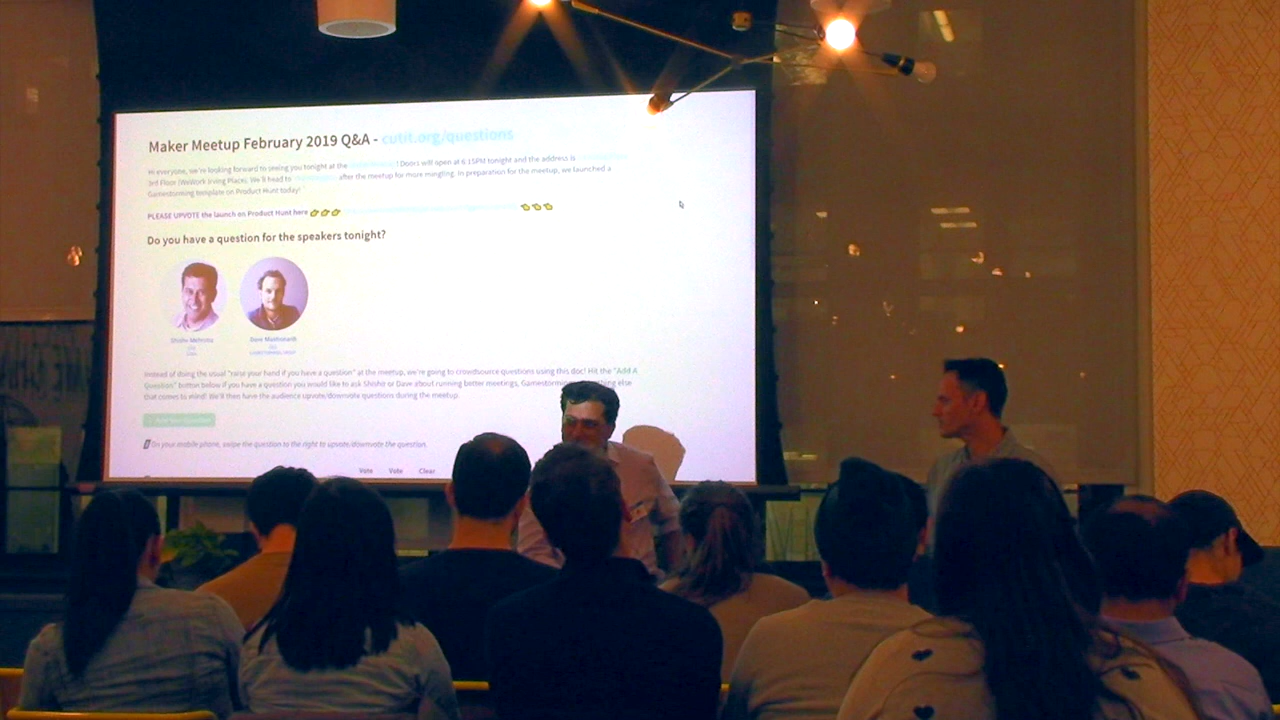 Maker Meetup February 2019 Q&A - cutit.org/questions
Hi everyone, we're looking forward to seeing you tonight at the ! Doors will open at 6:15PM tonight and the address is
3rd Floor (WeWork Irving Place). We'll head to after the meetup for more mingling. In preparation for the meetup, we launched a
Gamestorming template on Product Hunt today!
PLEASE UPVOTE the launch on Product Hunt here
Do you have a question for the speakers tonight?
Shishir Mehrotra
Dave
Instead of doing the usual "raise your hand if you have a question" at the meetup, we're going to crowdsource questions using this doc! Hit the "Add A
Question" button below if you have a question you would like to ask Shishir or Dave about running better meetings, Gamestorming else
that comes to mind! We'll then have the audience upvote/downvote questions during the meetup.
On your mobile phone, swipe the question to the right to upvote/downvote the question.
Vote Vote Clear